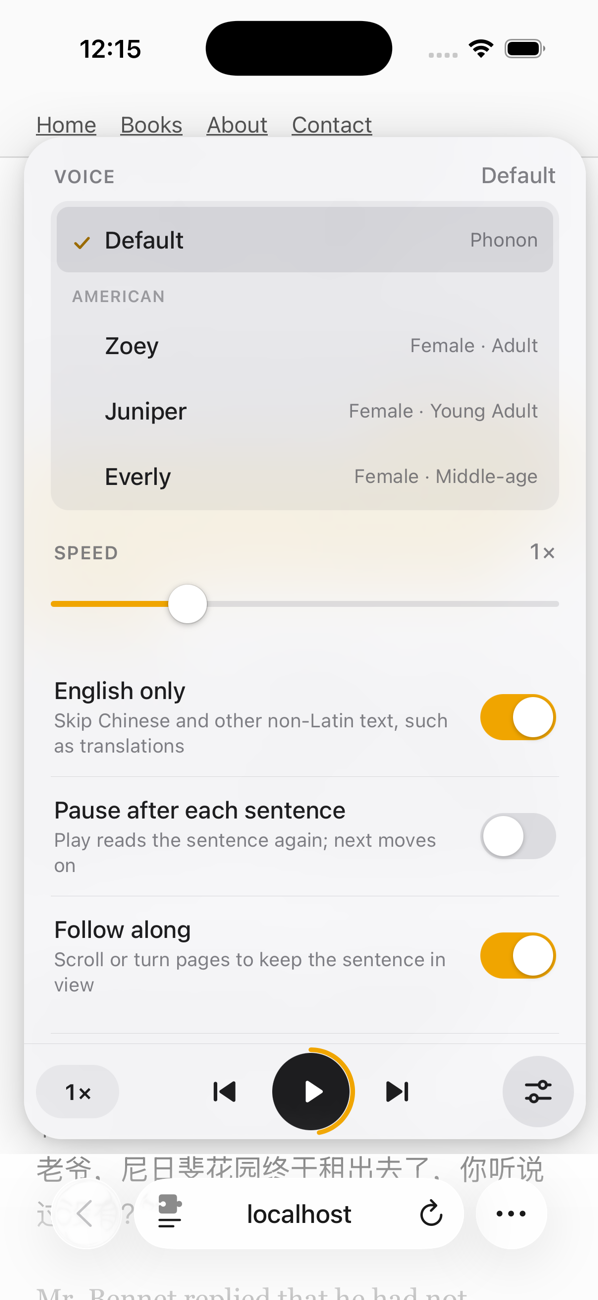 12:15
Home Books About Contact
VOICE Default
Default Phonon
AMERICAN
Zoey Female · Adult
Juniper Female · Young Adult
Everly Female · Middle-age
SPEED 1×
English only
Skip Chinese and other non-Latin text, such
as translations
Pause after each sentence
Play reads the sentence again; next moves
on
Follow along
Scroll or turn pages to keep the sentence in
view
1×
老爷，尼日斐花园终于租出去了，你听说
过
?
localhost
Mr. Bennet replied that he had not